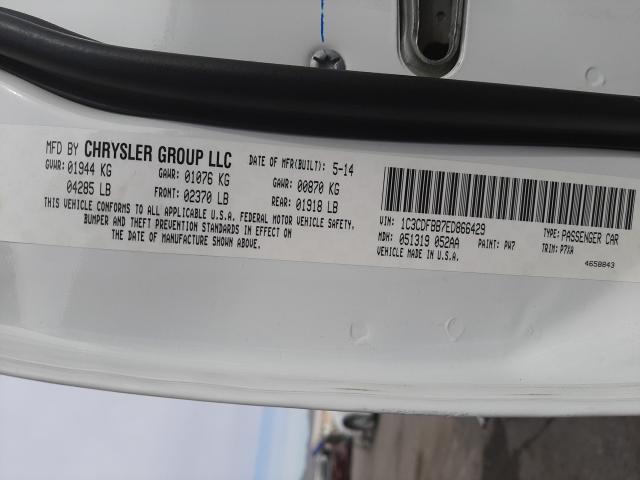 MFD BY CHRYSLER GROUP LLC DATE OF MFR(BUILT): 5-14
GVWR: 01944 KG GAWR: 01076 KG GAWR: 00870 KG
04285 LB FRONT: 02370 LB REAR: 01918 LB
THIS VEHICLE CONFORMS TO ALL APPLICABLE U.S.A. FEDERAL MOTOR VEHICLE SAFETY,
BUMPER AND THEFT PREVENTION STANDARDS IN EFFECT ON
THE DATE OF MANUFACTURE SHOWN ABOVE.
VIN: 1C3CDFBB7ED866429 TYPE: PASSENGER CAR
MDH: 051319 052AA PAINT: PW7 TRIM: P7XA
VEHICLE MADE IN U.S.A.
4658843